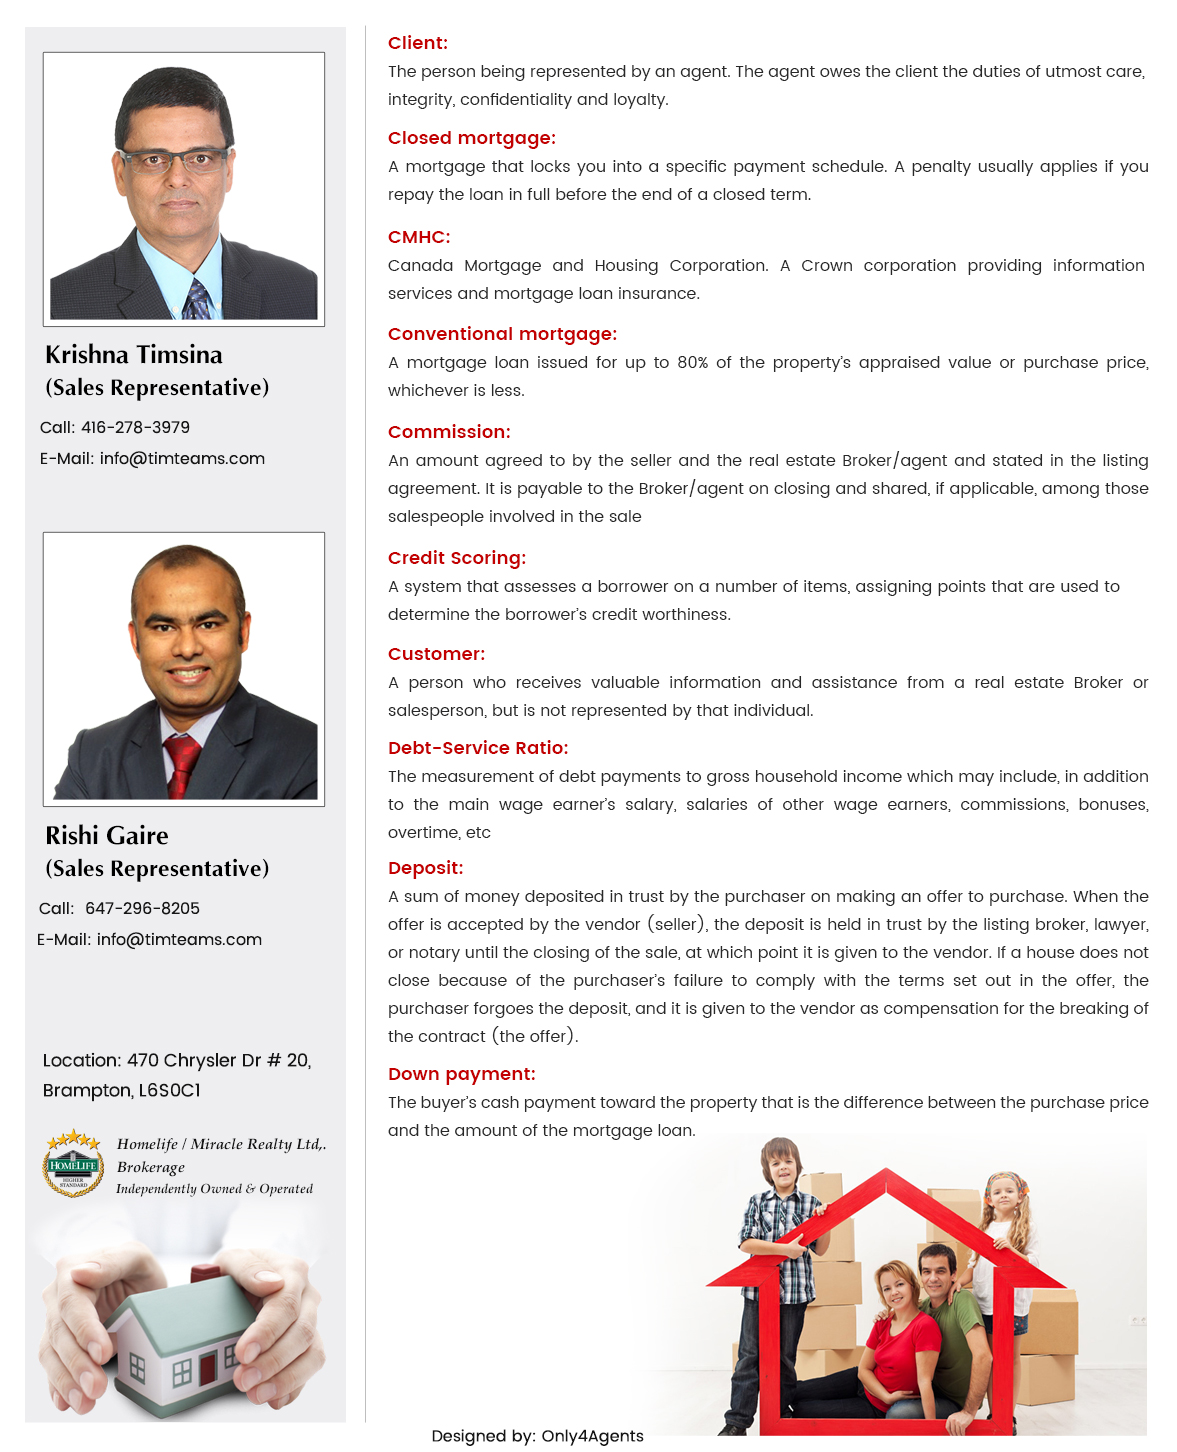 Krishna Timsina
(Sales Representative)
Call: 416-278-3979
E-Mail: info@timteams.com
Rishi Gaire
(Sales Representative)
Call: 647-296-8205
E-Mail: info@timteams.com
Location: 470 Chrysler Dr # 20,
Brampton, L6S0C1
HOMELIFE
HIGHER
STANDARDS
Homelife / Miracle Realty Ltd,.
Brokerage
Independently Owned & Operated
Client:
The person being represented by an agent. The agent owes the client the duties of utmost care,
integrity, confidentiality and loyalty.
Closed mortgage:
A mortgage that locks you into a specific payment schedule. A penalty usually applies if you
repay the loan in full before the end of a closed term.
CMHC:
Canada Mortgage and Housing Corporation. A Crown corporation providing information
services and mortgage loan insurance.
Conventional mortgage:
A mortgage loan issued for up to 80% of the property's appraised value or purchase price,
whichever is less.
Commission:
An amount agreed to by the seller and the real estate Broker/agent and stated in the listing
agreement. It is payable to the Broker/agent on closing and shared, if applicable, among those
salespeople involved in the sale
Credit Scoring:
A system that assesses a borrower on a number of items, assigning points that are used to
determine the borrower's credit worthiness.
Customer:
A person who receives valuable information and assistance from a real estate Broker or
salesperson, but is not represented by that individual.
Debt-Service Ratio:
The measurement of debt payments to gross household income which may include, in addition
to the main wage earner's salary, salaries of other wage earners, commissions, bonuses,
overtime, etc
Deposit:
A sum of money deposited in trust by the purchaser on making an offer to purchase. When the
offer is accepted by the vendor (seller), the deposit is held in trust by the listing broker, lawyer,
or notary until the closing of the sale, at which point it is given to the vendor. If a house does not
close because of the purchaser's failure to comply with the terms set out in the offer, the
purchaser forgoes the deposit, and it is given to the vendor as compensation for the breaking of
the contract (the offer).
Down payment:
The buyer's cash payment toward the property that is the difference between the purchase price
and the amount of the mortgage loan.
Designed by: Only4Agents